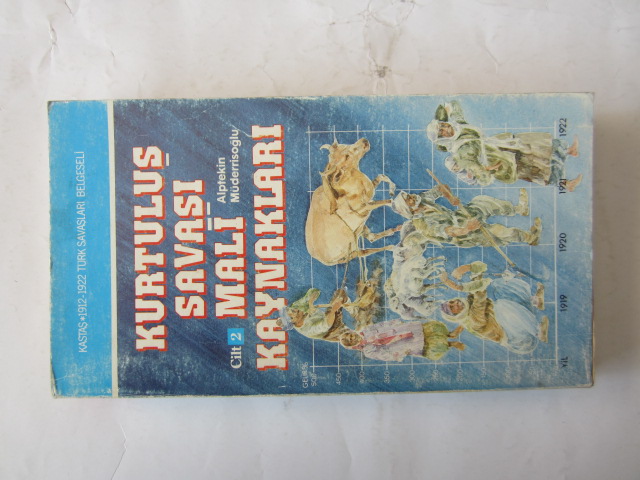 KASTAŞ•1912-1922 TÜRK SAVAŞLARI BELGESELİ
KURTULUŞ
SAVAŞI
Cilt 2 MALİ
Alptekin
Müderrisoğlu
KAYNAKLARI
YIL 1919 1920 1921 1922